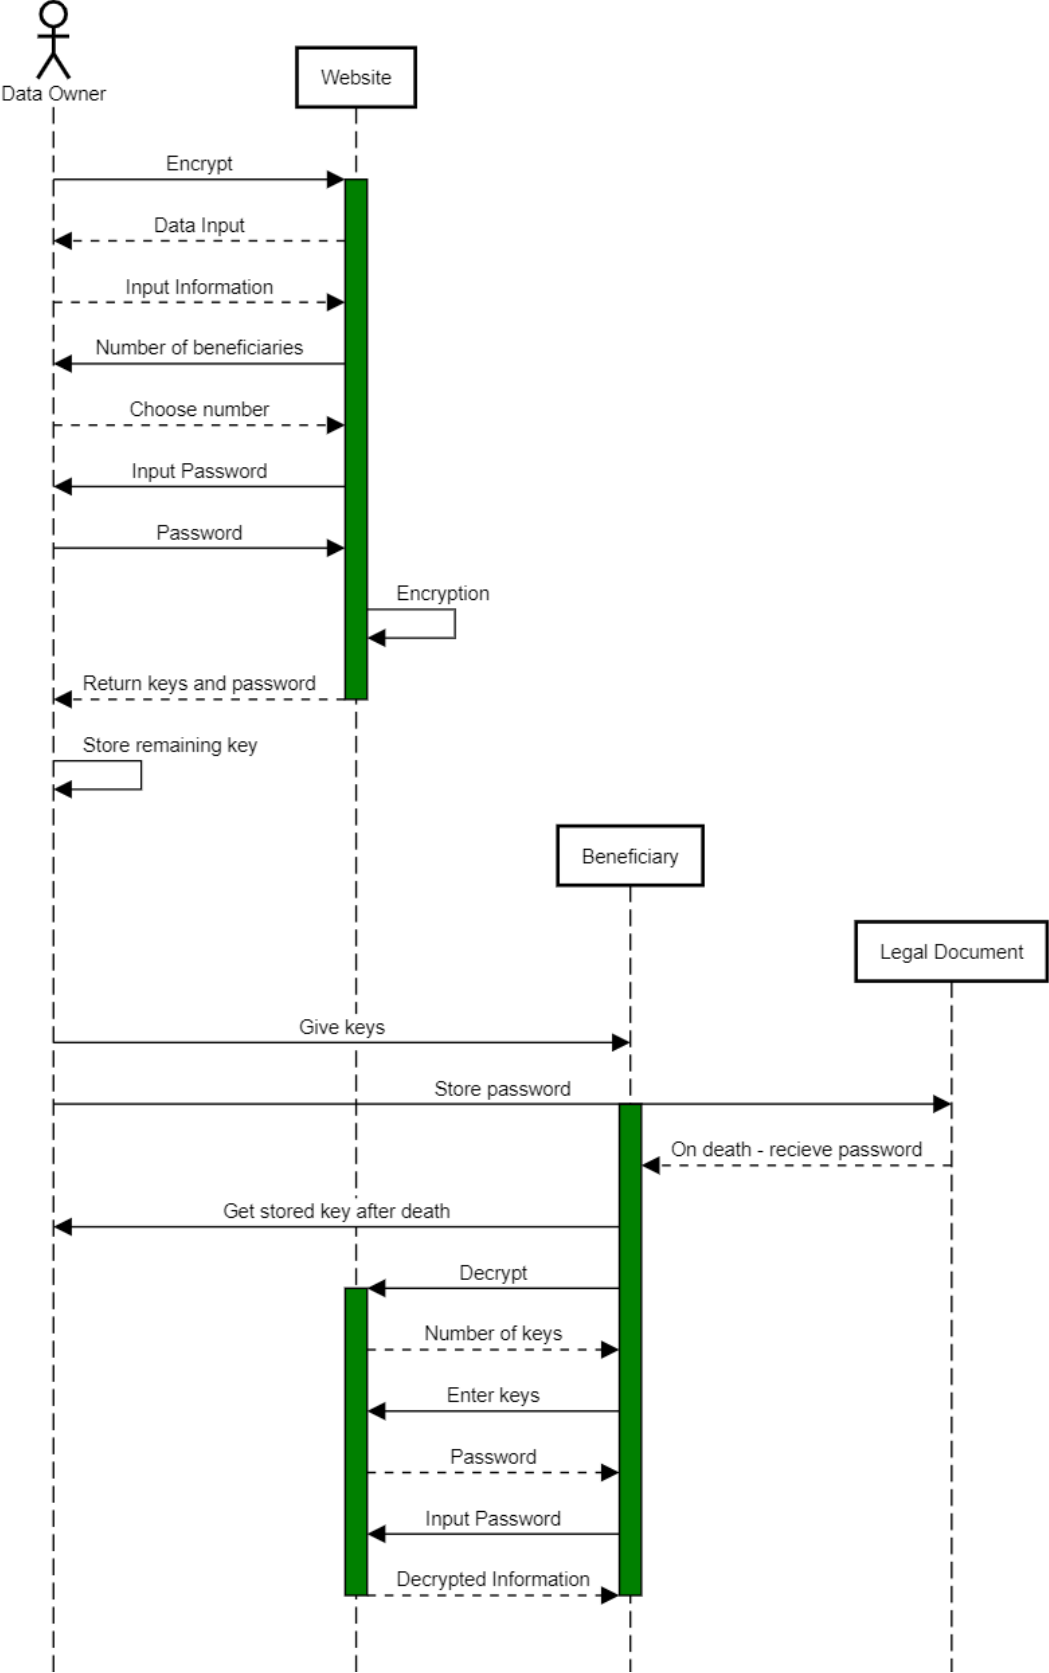 Data Owner
Website
Encrypt
Data Input
Input Information
Number of beneficiaries
Choose number
Input Password
Password
Encryption
Return keys and password
Store remaining key
Beneficiary
Legal Document
Give keys
Store password
On death - recieve password
Get stored key after death
Decrypt
Number of keys
Enter keys
Password
Input Password
Decrypted Information